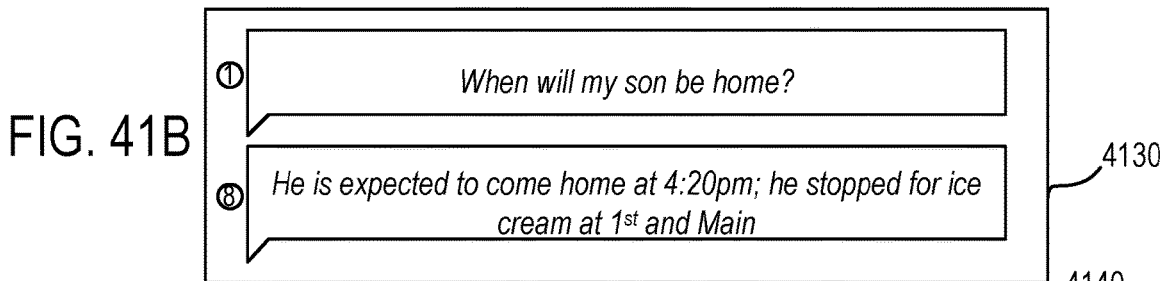 ①
When will my son be home?
FIG. 41B
4130
⑧
He is expected to come home at 4:20pm; he stopped for ice
cream at 1st and Main
4140